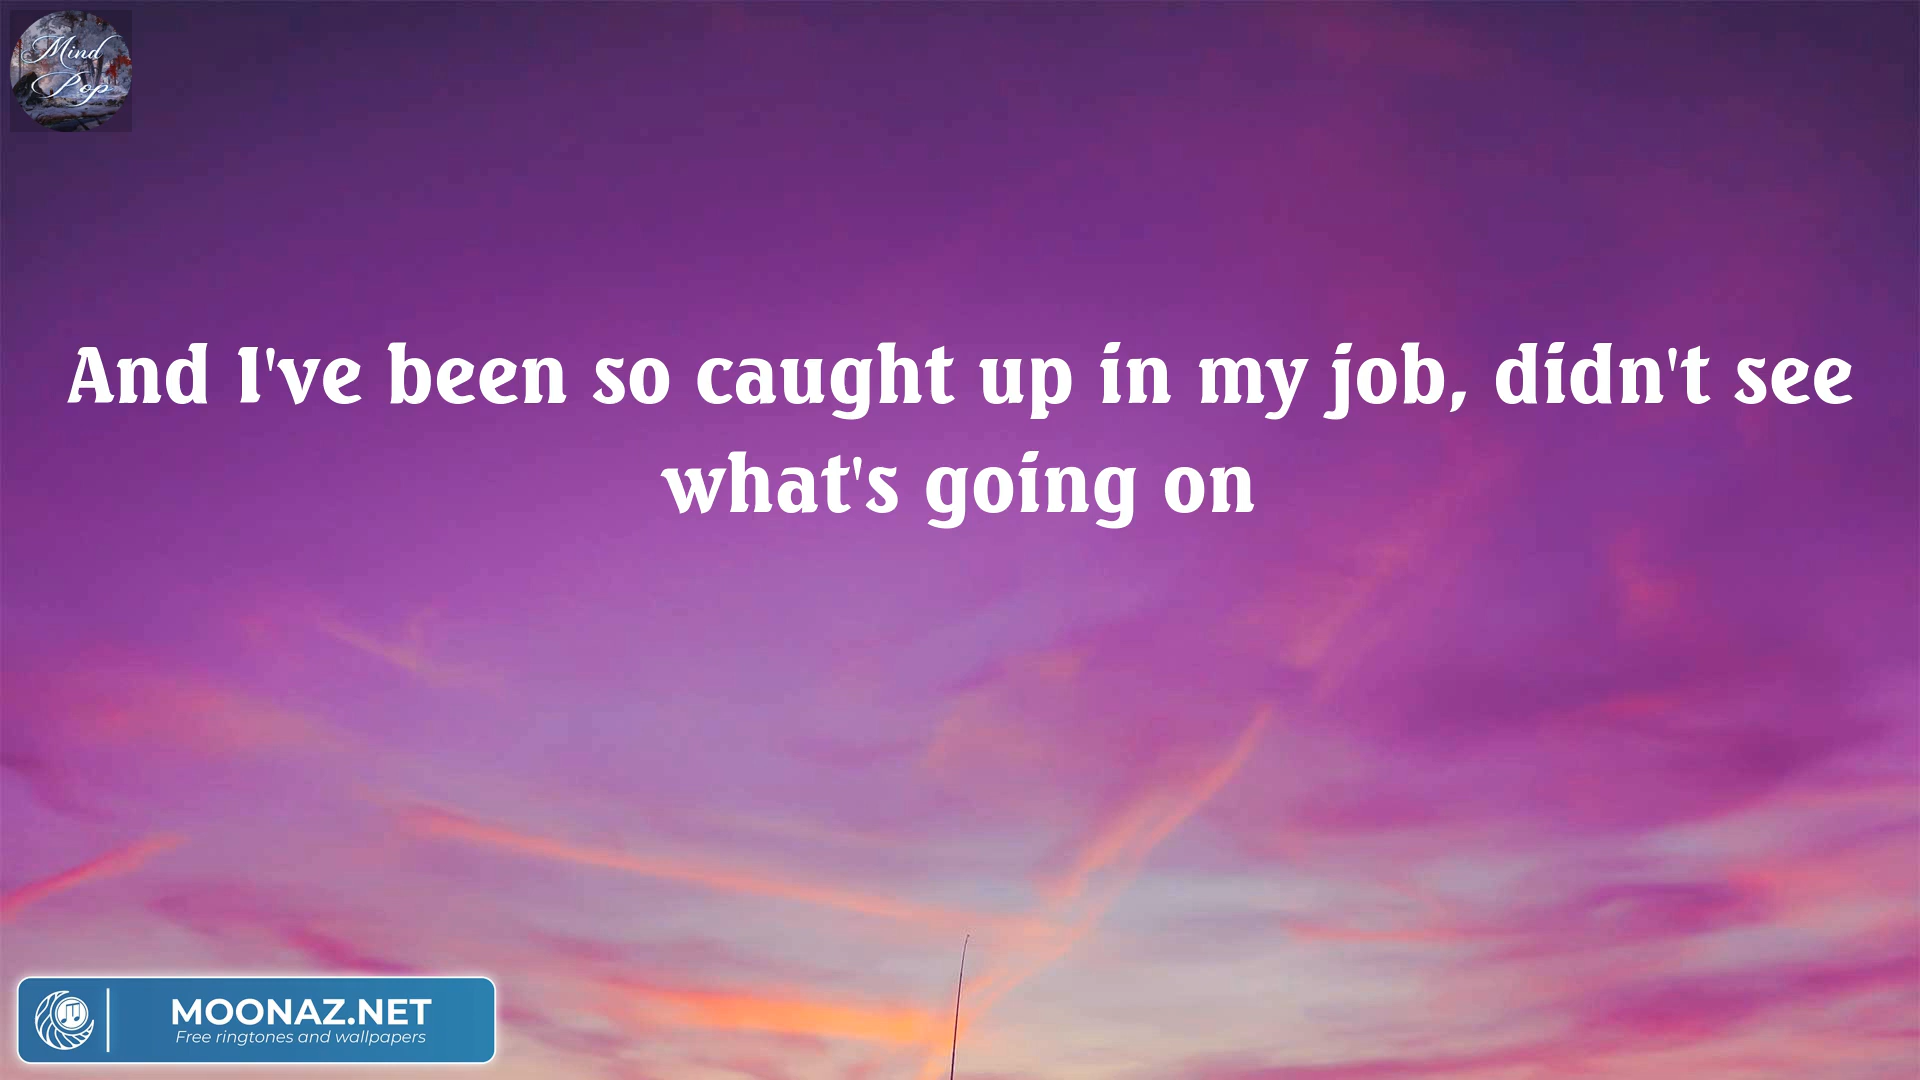 Mind
Pop
And I've been so caught up in my job, didn't see
what's going on
MOONAZ.NET
Free ringtones and wallpapers